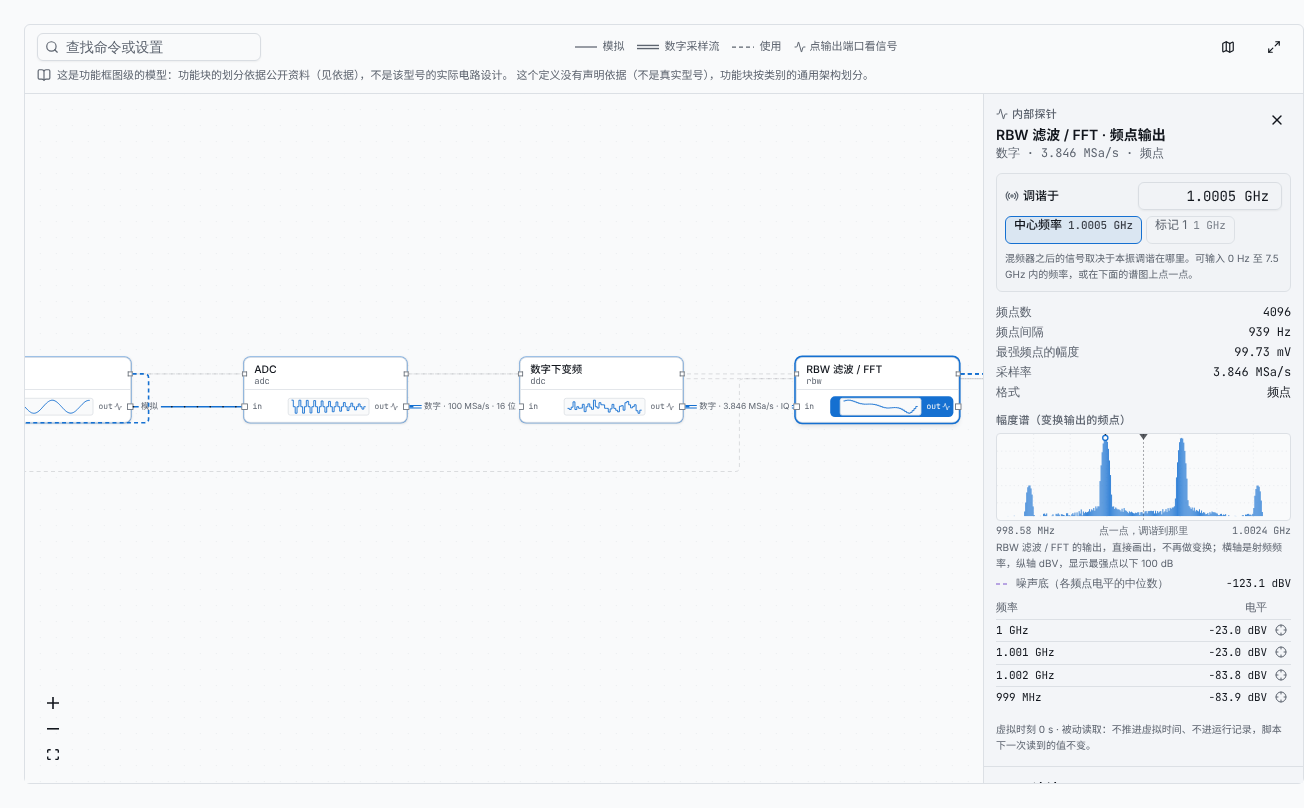 查找命令或设置
模拟 数字采样流 使用 点输出端口看信号
这是功能框图级的模型：功能块的划分依据公开资料（见依据），不是该型号的实际电路设计。 这个定义没有声明依据（不是真实型号），功能块按类别的通用架构划分。
out
模拟
ADC
adc
in
out
数字 · 100 MSa/s · 16 位
数字下变频
ddc
in
out
数字 · 3.846 MSa/s · IQ
RBW 滤波 / FFT
rbw
in
out
内部探针
RBW 滤波 / FFT · 频点输出
数字 · 3.846 MSa/s · 频点
调谐于 1.0005 GHz
中心频率 1.0005 GHz 标记 1 1 GHz
混频器之后的信号取决于本振调谐在哪里。可输入 0 Hz 至 7.5
GHz 内的频率，或在下面的谱图上点一点。
频点数 4096
频点间隔 939 Hz
最强频点的幅度 99.73 mV
采样率 3.846 MSa/s
格式 频点
幅度谱（变换输出的频点）
998.58 MHz 点一点，调谐到那里 1.0024 GHz
RBW 滤波 / FFT 的输出，直接画出，不再做变换；横轴是射频频
率，纵轴 dBV，显示最强点以下 100 dB
噪声底（各频点电平的中位数） -123.1 dBV
频率 电平
1 GHz -23.0 dBV
1.001 GHz -23.0 dBV
1.002 GHz -83.8 dBV
999 MHz -83.9 dBV
虚拟时刻 0 s · 被动读取：不推进虚拟时间、不进运行记录，脚本
下一次读到的值不变。